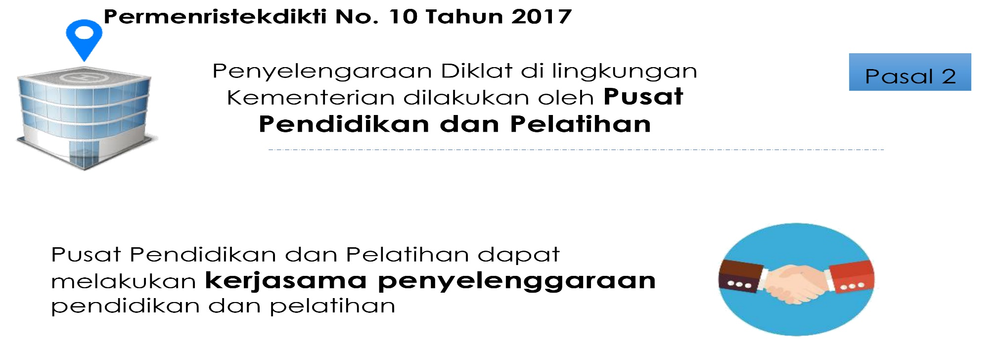 Permenristekdikti No. 10 Tahun 2017
Penyelengaraan Diklat di lingkungan
Kementerian dilakukan oleh Pusat
Pendidikan dan Pelatihan
Pasal 2
Pusat Pendidikan dan Pelatihan dapat
melakukan kerjasama penyelenggaraan
pendidikan dan pelatihan